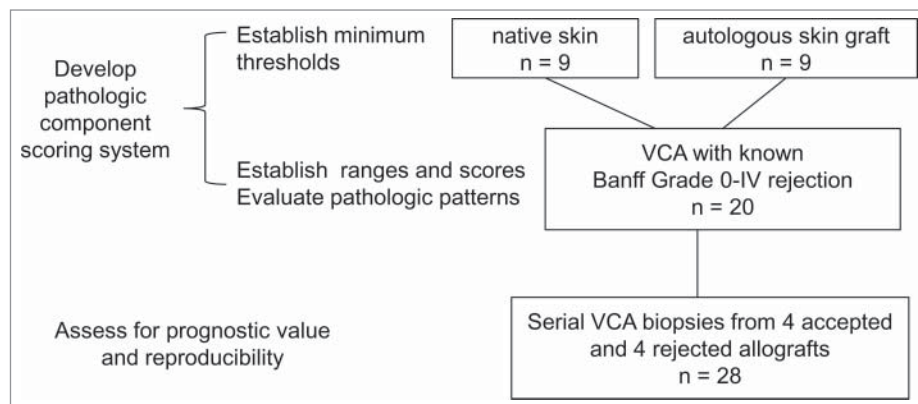 Develop
pathologic
component
scoring system
Establish minimum
thresholds
native skin
n = 9
autologous skin graft
n = 9
Establish ranges and scores
Evaluate pathologic patterns
VCA with known
Banff Grade 0-IV rejection
n = 20
Assess for prognostic value
and reproducibility
Serial VCA biopsies from 4 accepted
and 4 rejected allografts
n = 28